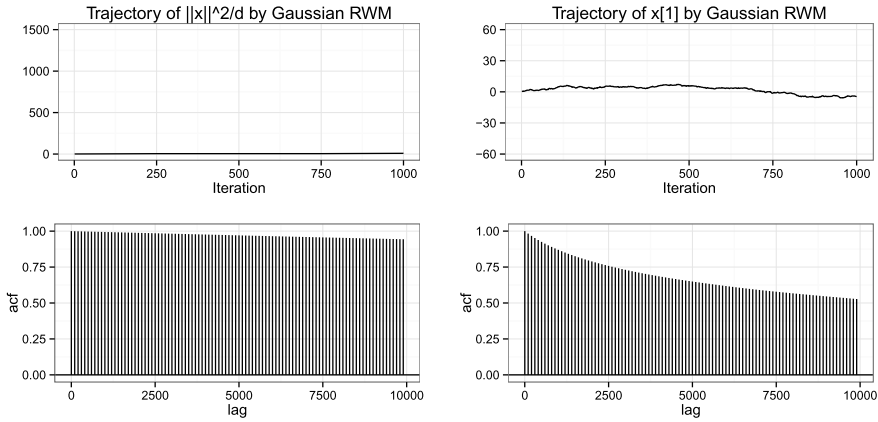 Trajectory of ||x||^2/d by Gaussian RWM
1500
1000
500
0
0 250 500 750 1000
Iteration
Trajectory of x[1] by Gaussian RWM
60
30
0
−30
−60
0 250 500 750 1000
Iteration
1.00
0.75
0.50
0.25
0.00
acf
0 2500 5000 7500 10000
lag
1.00
0.75
0.50
0.25
0.00
acf
0 2500 5000 7500 10000
lag